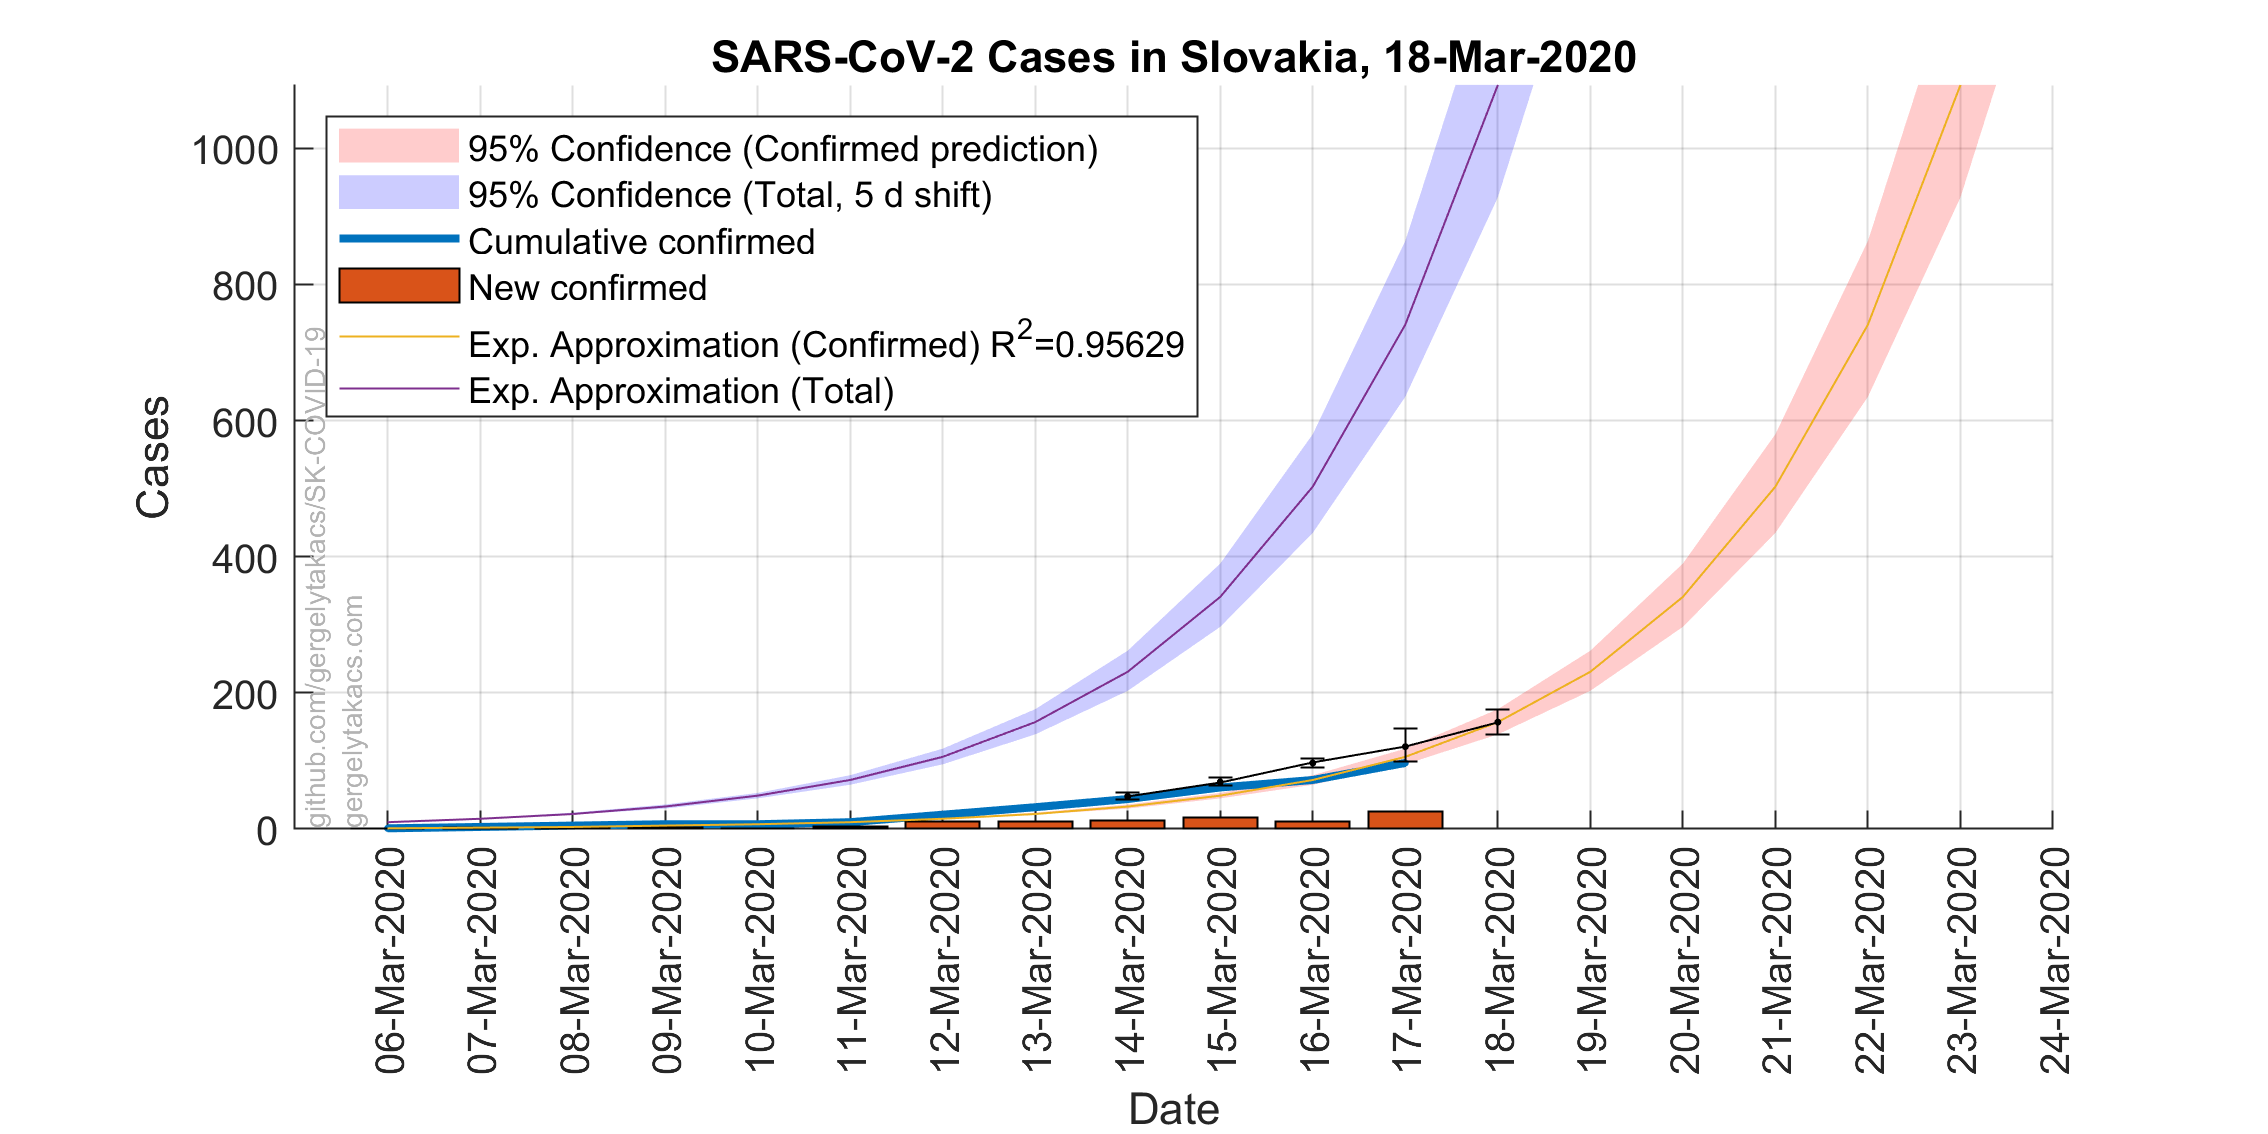 SARS-CoV-2 Cases in Slovakia, 18-Mar-2020
95% Confidence (Confirmed prediction)
95% Confidence (Total, 5 d shift)
Cumulative confirmed
New confirmed
Exp. Approximation (Confirmed) R²=0.95629
Exp. Approximation (Total)
Cases
1000
800
600
400
200
0
github.com/gergelytakacs/SK-COVID-19
gergelytakacs.com
06-Mar-2020
07-Mar-2020
08-Mar-2020
09-Mar-2020
10-Mar-2020
11-Mar-2020
12-Mar-2020
13-Mar-2020
14-Mar-2020
15-Mar-2020
16-Mar-2020
17-Mar-2020
18-Mar-2020
19-Mar-2020
20-Mar-2020
21-Mar-2020
22-Mar-2020
23-Mar-2020
24-Mar-2020
Date